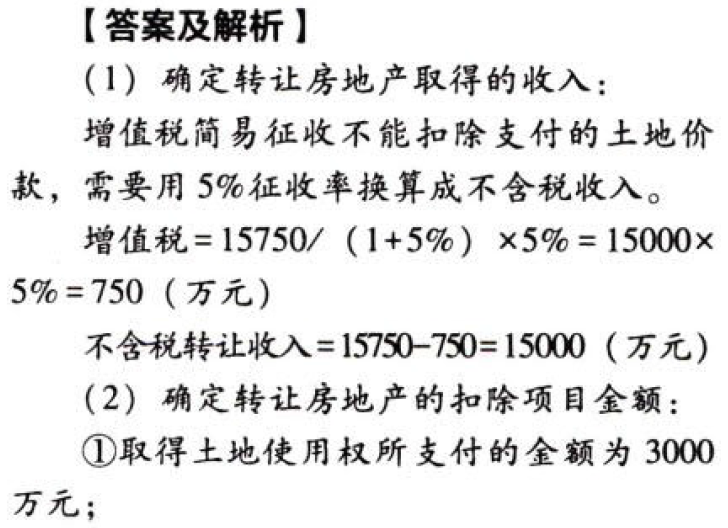 【答案及解析】
(1) 确定转让房地产取得的收入：
增值税简易征收不能扣除支付的土地价
款，需要用 5%征收率换算成不含税收入。
增值税=15750/（1+5%）×5%=15000×
5%=750（万元）
不含税转让收入=15750-750=15000（万元）
(2) 确定转让房地产的扣除项目金额：
①取得土地使用权所支付的金额为 3000
万元；